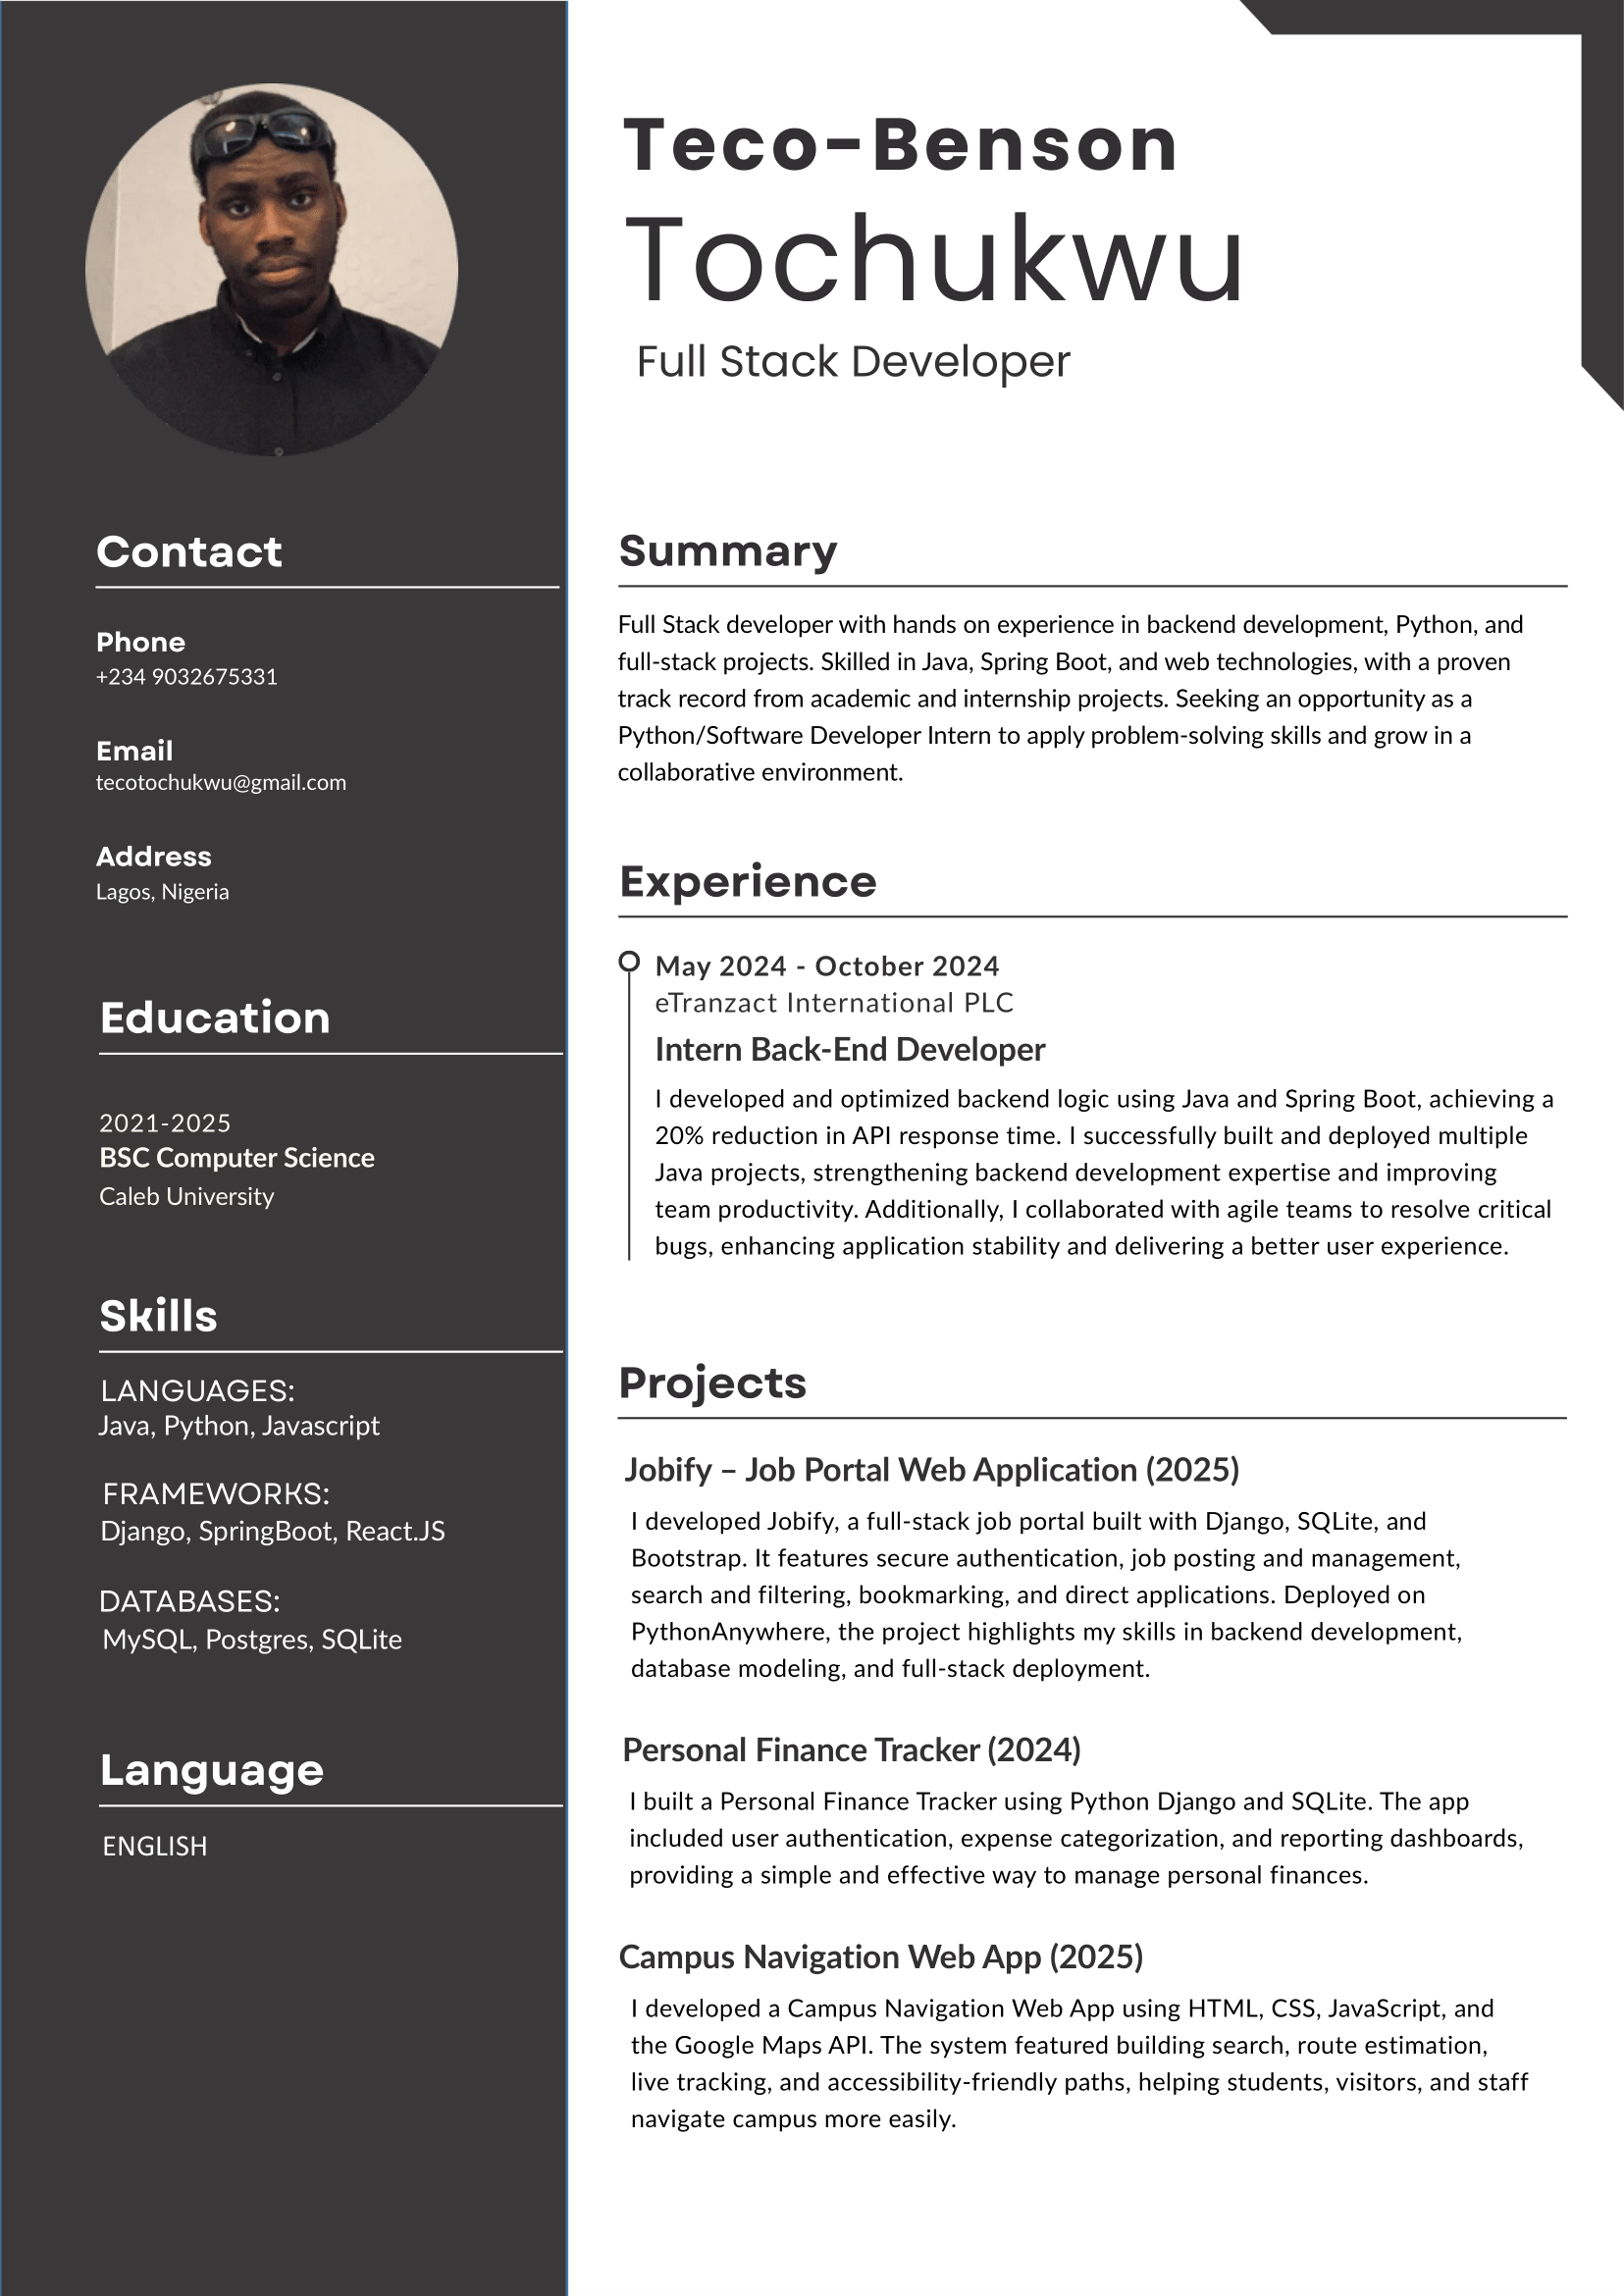 Teco-Benson
Tochukwu
Full Stack Developer
Contact
Phone
+234 9032675331
Email
tecotochukwu@gmail.com
Address
Lagos, Nigeria
Education
2021-2025
BSC Computer Science
Caleb University
Skills
LANGUAGES:
Java, Python, Javascript
FRAMEWORKS:
Django, SpringBoot, React.JS
DATABASES:
MySQL, Postgres, SQLite
Language
ENGLISH
Summary
Full Stack developer with hands on experience in backend development, Python, and
full-stack projects. Skilled in Java, Spring Boot, and web technologies, with a proven
track record from academic and internship projects. Seeking an opportunity as a
Python/Software Developer Intern to apply problem-solving skills and grow in a
collaborative environment.
Experience
May 2024 - October 2024
eTranzact International PLC
Intern Back-End Developer
I developed and optimized backend logic using Java and Spring Boot, achieving a
20% reduction in API response time. I successfully built and deployed multiple
Java projects, strengthening backend development expertise and improving
team productivity. Additionally, I collaborated with agile teams to resolve critical
bugs, enhancing application stability and delivering a better user experience.
Projects
Jobify – Job Portal Web Application (2025)
I developed Jobify, a full-stack job portal built with Django, SQLite, and
Bootstrap. It features secure authentication, job posting and management,
search and filtering, bookmarking, and direct applications. Deployed on
PythonAnywhere, the project highlights my skills in backend development,
database modeling, and full-stack deployment.
Personal Finance Tracker (2024)
I built a Personal Finance Tracker using Python Django and SQLite. The app
included user authentication, expense categorization, and reporting dashboards,
providing a simple and effective way to manage personal finances.
Campus Navigation Web App (2025)
I developed a Campus Navigation Web App using HTML, CSS, JavaScript, and
the Google Maps API. The system featured building search, route estimation,
live tracking, and accessibility-friendly paths, helping students, visitors, and staff
navigate campus more easily.